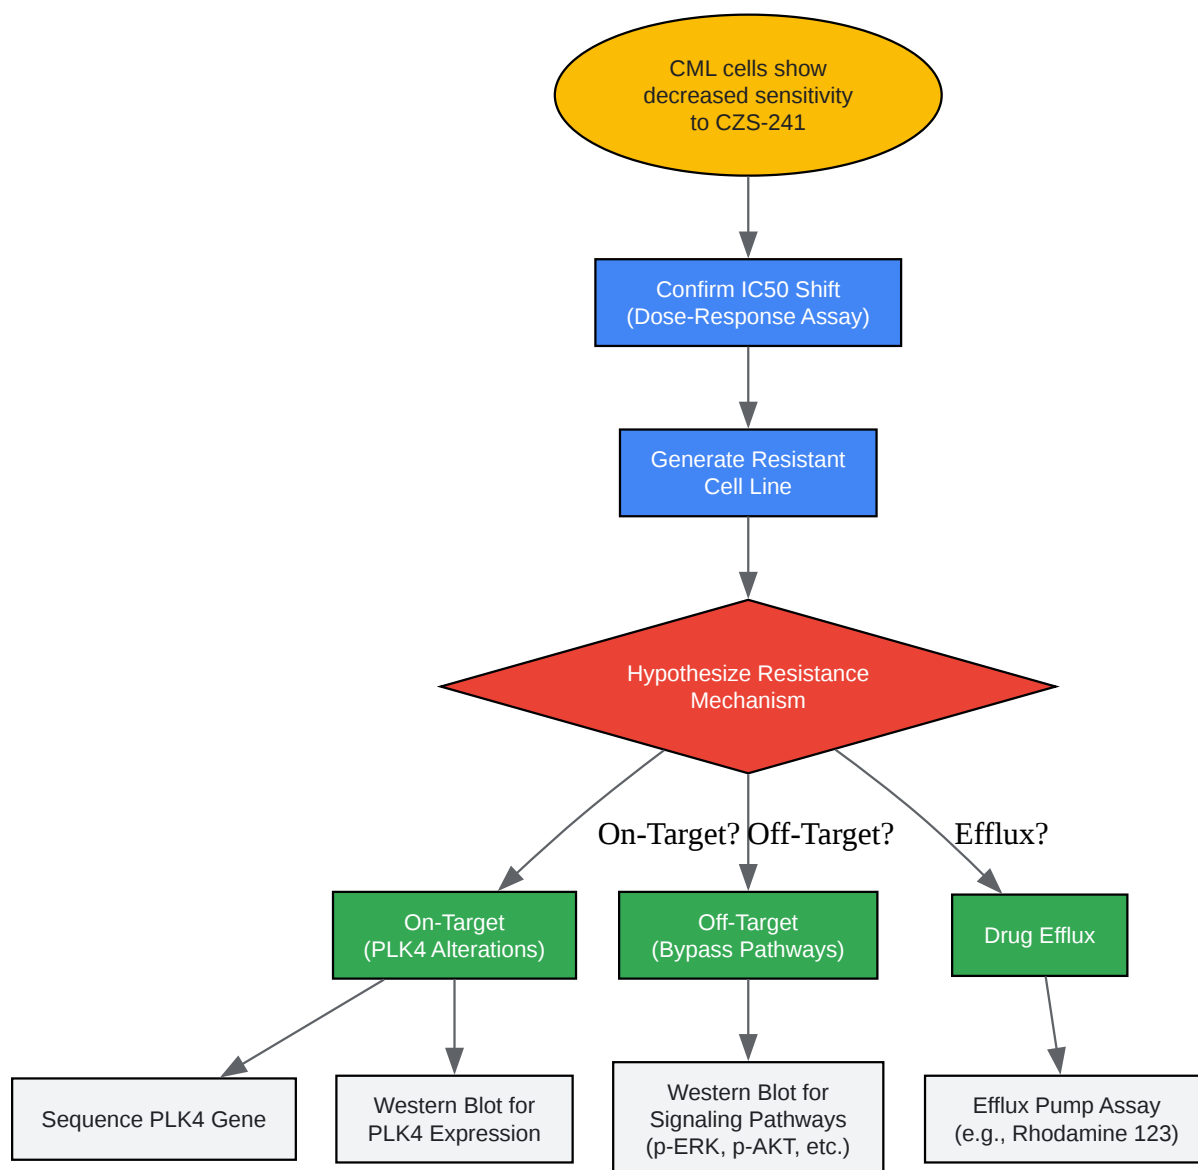 CML cells show
decreased sensitivity
to CZS-241
Confirm IC50 Shift
(Dose-Response Assay)
Generate Resistant
Cell Line
Hypothesize Resistance
Mechanism
On-Target?
Off-Target?
Efflux?
On-Target
(PLK4 Alterations)
Off-Target
(Bypass Pathways)
Drug Efflux
Sequence PLK4 Gene
Western Blot for
PLK4 Expression
Western Blot for
Signaling Pathways
(p-ERK, p-AKT, etc.)
Efflux Pump Assay
(e.g., Rhodamine 123)